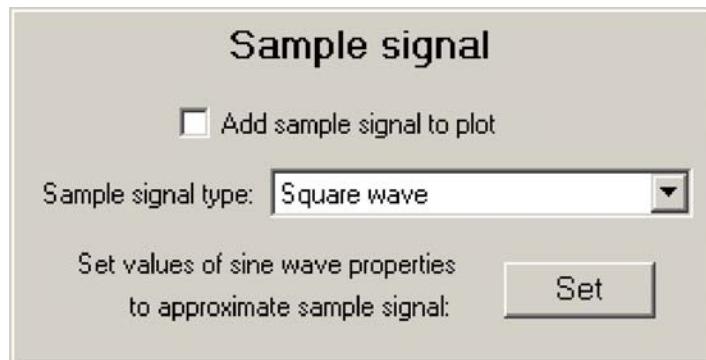 Sample signal
Add sample signal to plot
Sample signal type: Square wave
Set values of sine wave properties
to approximate sample signal:
Set